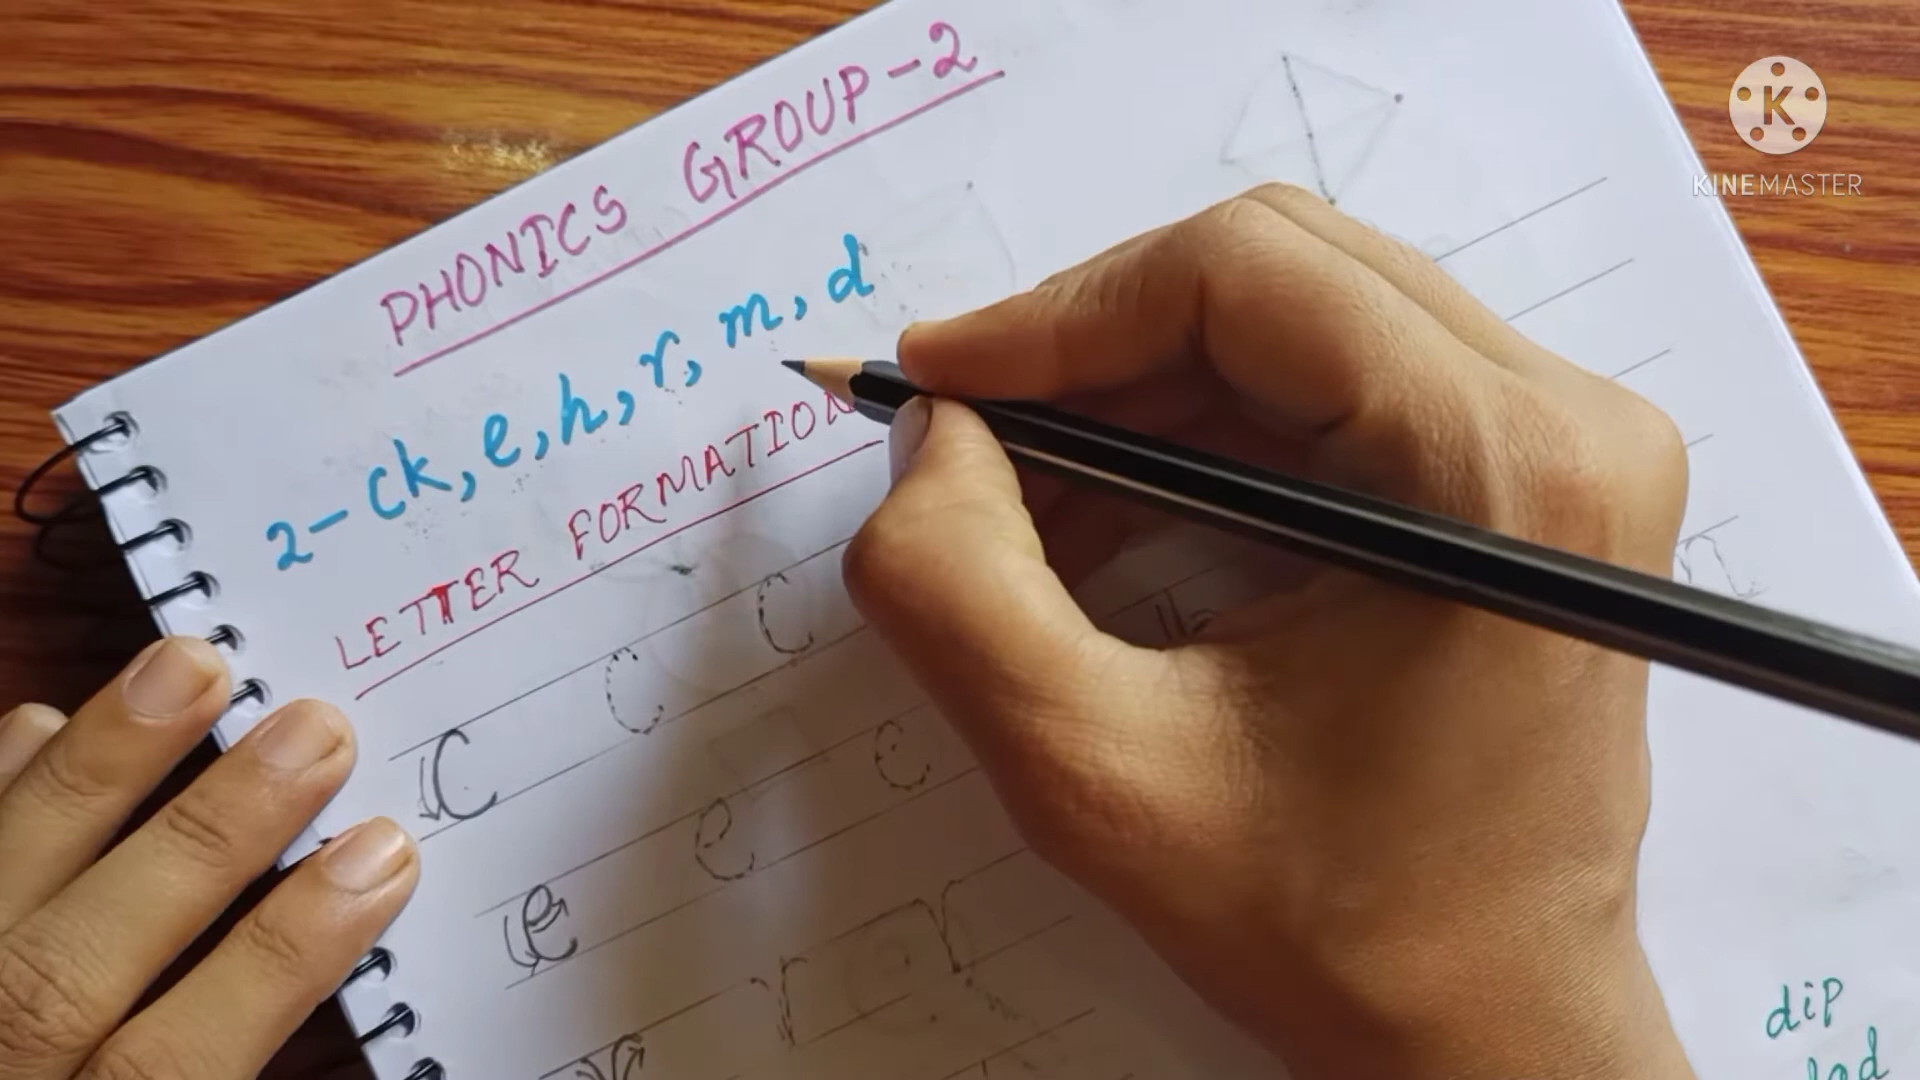 PHONICS GROUP-2
2-ck, e, h, r, m, d
LETTER FORMATION
c c c
e e e
r r r
n
dip
KINEMASTER